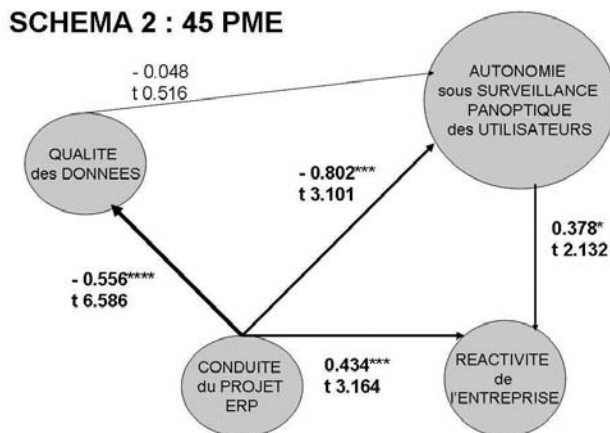 SCHEMA 2 : 45 PME
- 0.048
t 0.516
AUTONOMIE
sous SURVEILLANCE
PANOPTIQUE
des UTILISATEURS
QUALITE
des DONNEES
- 0.802***
t 3.101
0.378*
t 2.132
- 0.556****
t 6.586
CONDUITE
du PROJET
ERP
0.434***
t 3.164
REACTIVITE
de
l'ENTREPRISE